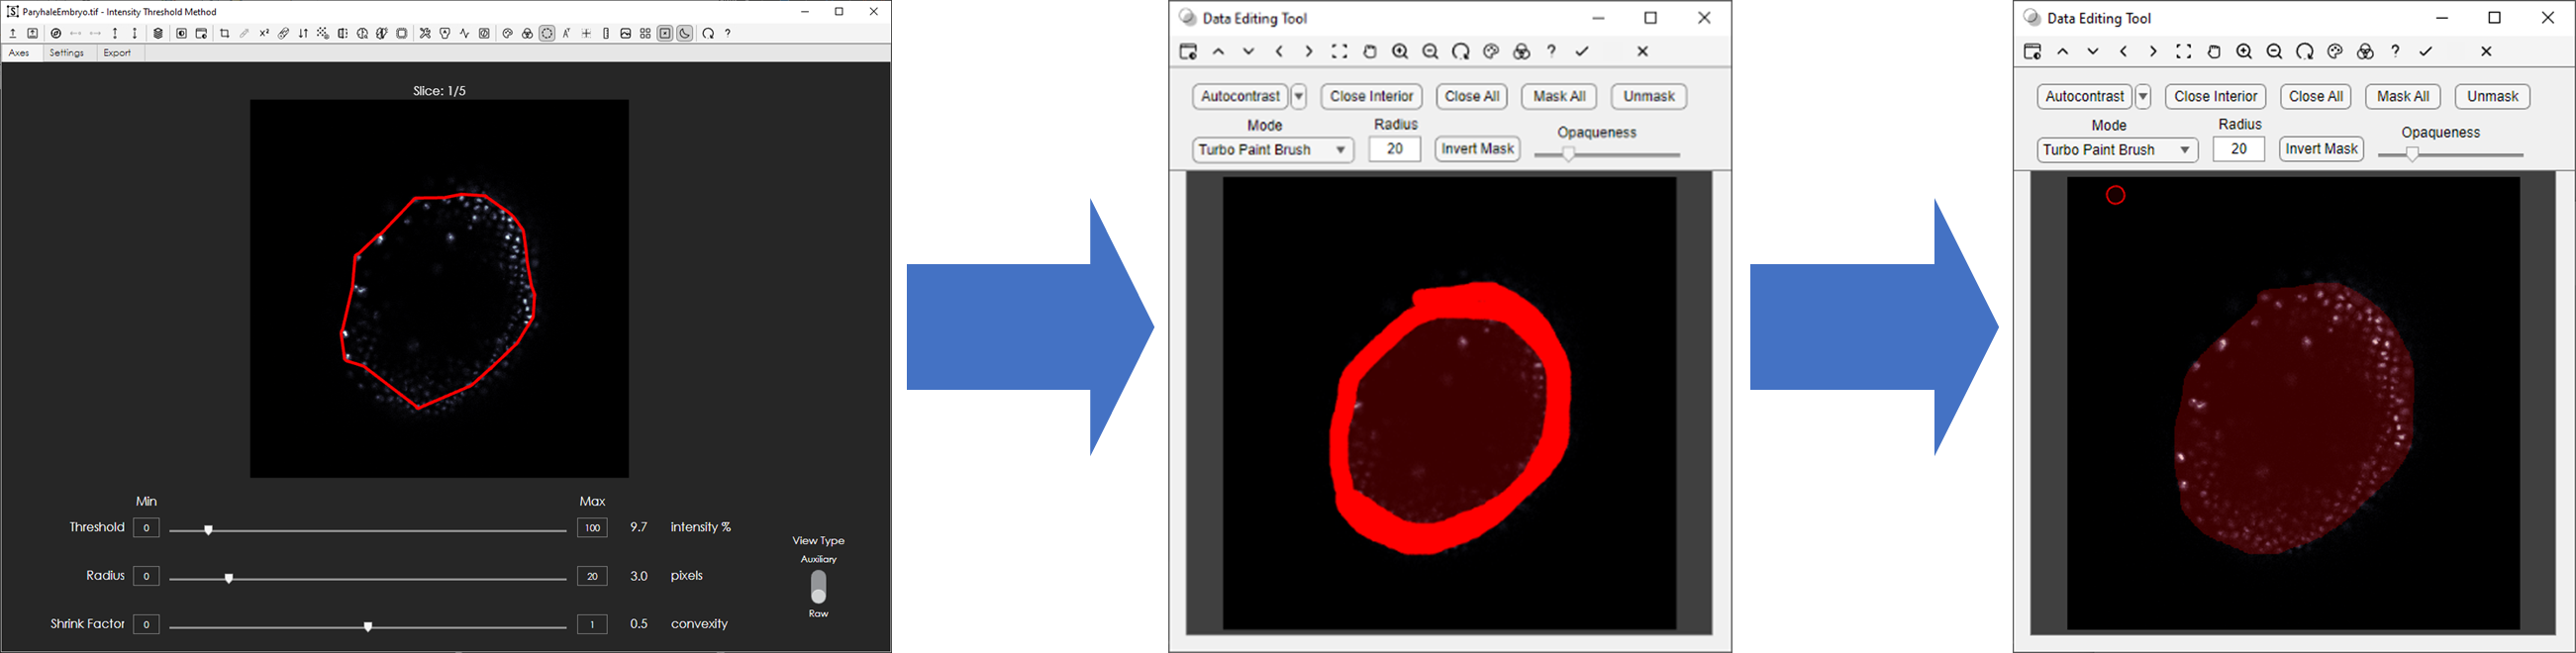 ParyhaleEmbryo.tif - Intensity Threshold Method
Axes Settings Export
Slice: 1/5
Min Max
Threshold 0 100 9.7 intensity %
View Type
Auxiliary
Radius 0 20 3.0 pixels
Raw
Shrink Factor 0 1 0.5 convexity
Data Editing Tool
Autocontrast Close Interior Close All Mask All Unmask
Mode Radius Opaqueness
Turbo Paint Brush 20 Invert Mask
Data Editing Tool
Autocontrast Close Interior Close All Mask All Unmask
Mode Radius Opaqueness
Turbo Paint Brush 20 Invert Mask